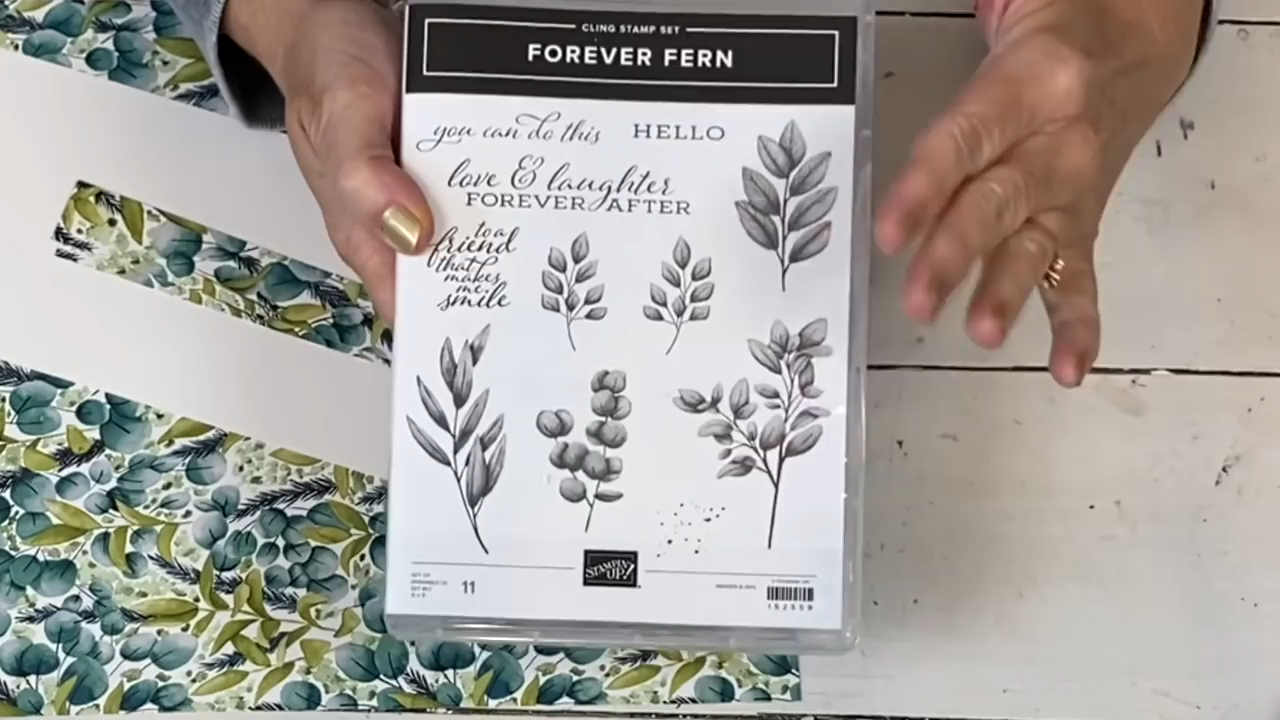 CLING STAMP SET
FOREVER FERN
you can do this
HELLO
love & laughter
FOREVER AFTER
to a
friend
that
makes
me
smile
STAMPIN'
UP!
11
152559